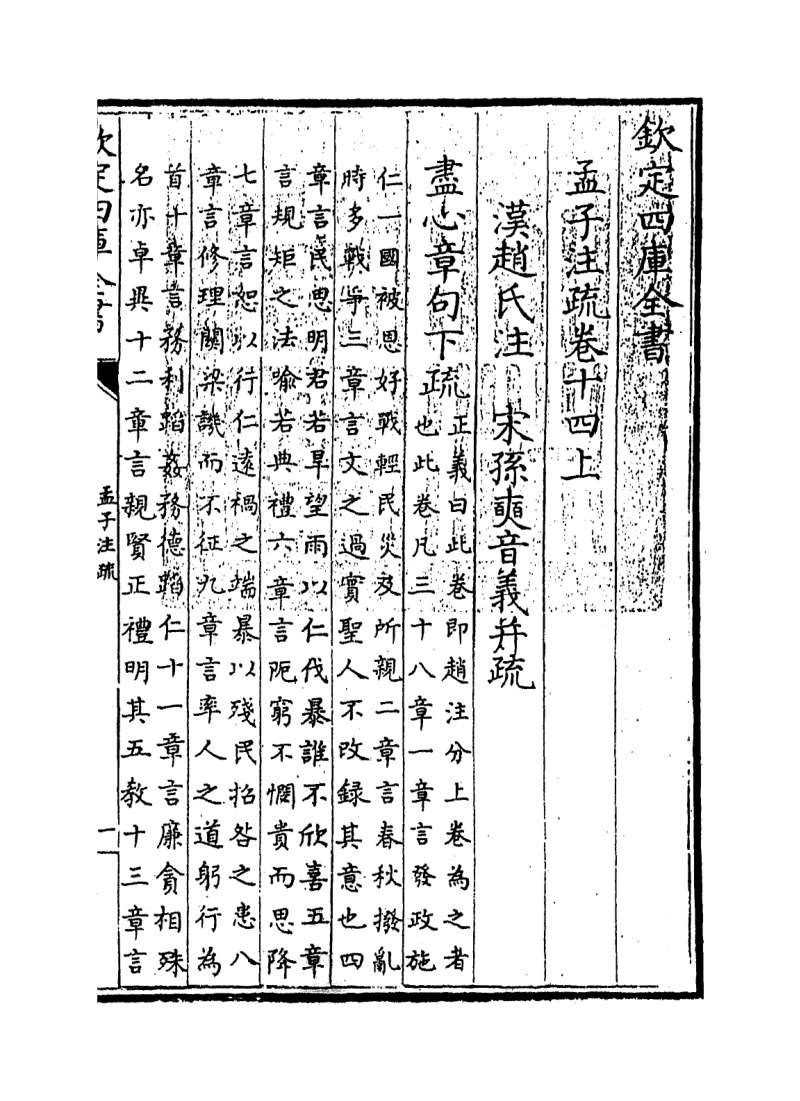 欽定四庫全書
孟子注疏卷十四上
漢趙氏注 宋孫奭音義并疏
盡心章句下疏
正義曰此卷即趙注分上卷為之者
也此卷凡三十八章一章言發政施
仁一國被恩好戰輕民災及所親二章言春秋撥亂
時多戰爭三章言文之過實聖人不改錄其意也四
章言民思明君若旱望雨以仁伐暴誰不欣喜五章
言規矩之法喻若典禮六章言阨窮不憫貴而思降
七章言恕以行仁遠禍之端暴以殘民招咎之患八
章言修理關梁譏而不征九章言率人之道躬行為
首十章言務利蹈姦務德蹈仁十一章言廉貪相殊
名亦卓異十二章言親賢正禮明其五教十三章言
欽定四庫全書
孟子注疏
一